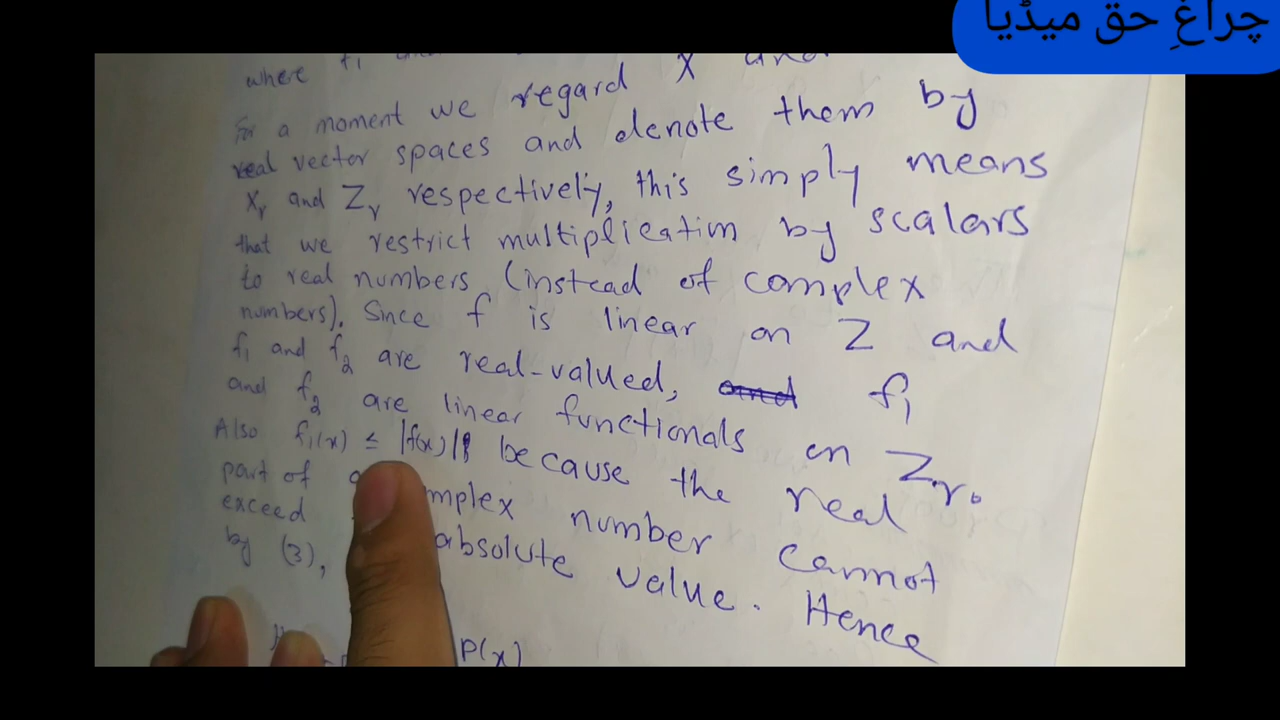 چراغِ حق میڈیا
where f₁
For a moment we regard X and
real vector spaces and denote them by
Xᵣ and Zᵣ respectively, this simply means
that we restrict multiplication by scalars
to real numbers (instead of complex
numbers). Since f is linear on Z and
f₁ and f₂ are real-valued, f₁
and f₂ are linear functionals on Zᵣ.
Also f₁(x) ≤ |f(x)| because the real
part of mplex number cannot
exceed absolute value. Hence
by (3),
P(x)